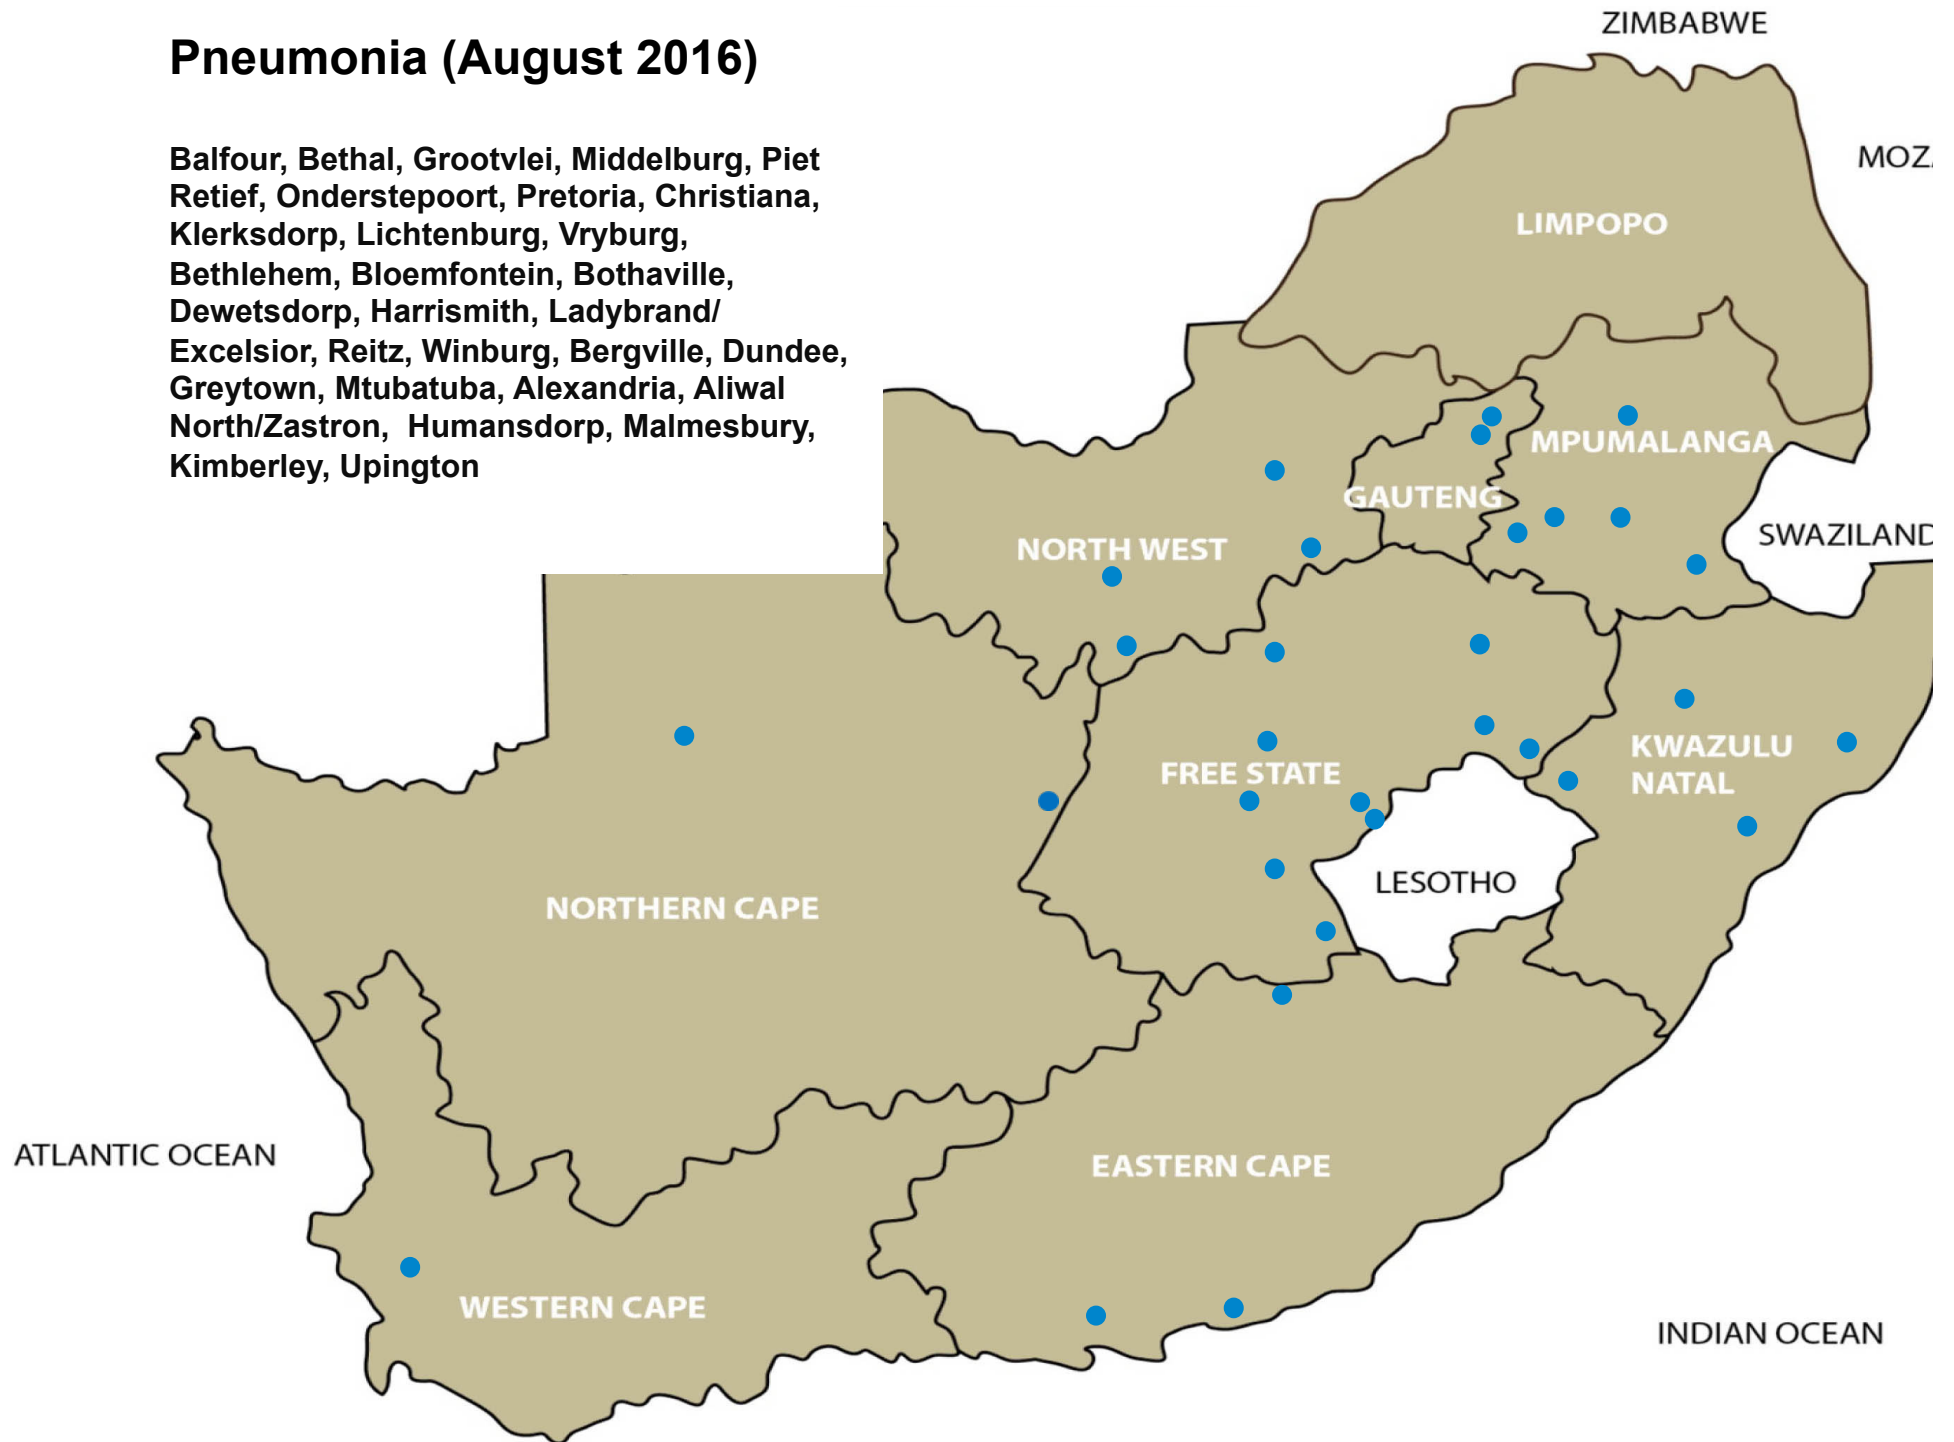 Pneumonia (August 2016)
Balfour, Bethal, Grootvlei, Middelburg, Piet
Retief, Onderstepoort, Pretoria, Christiana,
Klerksdorp, Lichtenburg, Vryburg,
Bethlehem, Bloemfontein, Bothaville,
Dewetsdorp, Harrismith, Ladybrand/
Excelsior, Reitz, Winburg, Bergville, Dundee,
Greytown, Mtubatuba, Alexandria, Aliwal
North/Zastron, Humansdorp, Malmesbury,
Kimberley, Upington
ZIMBABWE
MOZ
LIMPOPO
MPUMALANGA
GAUTENG
SWAZILAND
NORTH WEST
KWAZULU
NATAL
FREE STATE
LESOTHO
NORTHERN CAPE
ATLANTIC OCEAN
EASTERN CAPE
WESTERN CAPE
INDIAN OCEAN